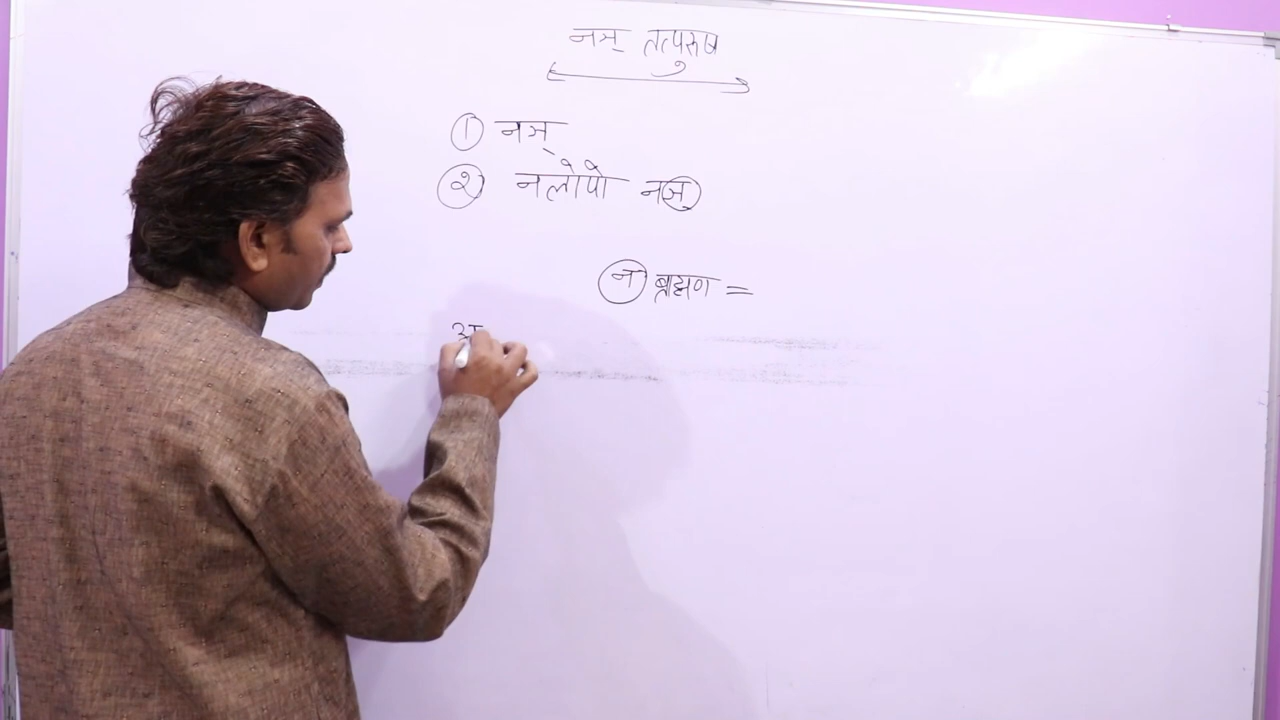 नञ् तत्पुरूष
① नञ्
② नलोपो नञ्
न ब्राह्मण =
अ